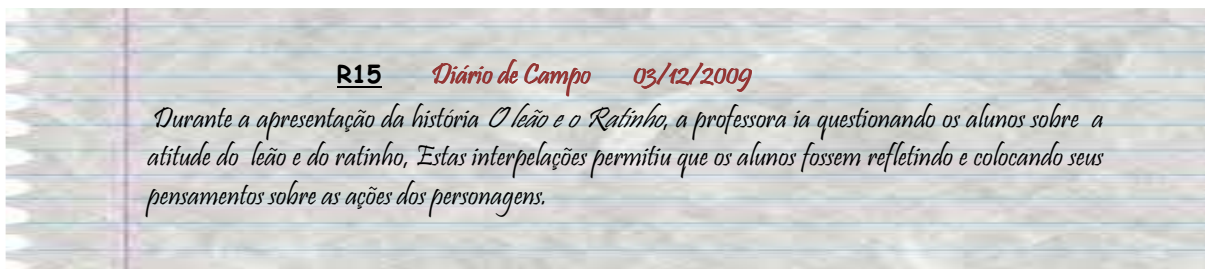 R15 Diário de Campo 03/12/2009
Durante a apresentação da história O leão e o Ratinho, a professora ia questionando os alunos sobre a
atitude do leão e do ratinho, Estas interpelações permitiu que os alunos fossem refletindo e colocando seus
pensamentos sobre as ações dos personagens.